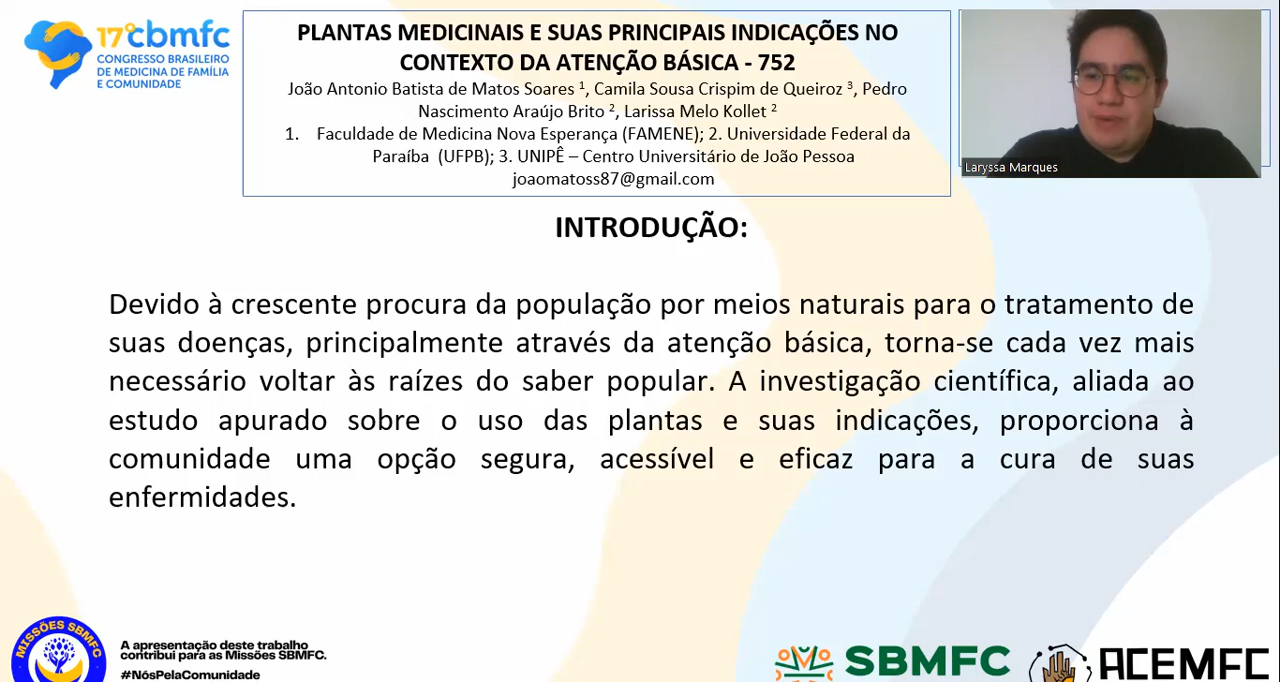 17º cbmfc
CONGRESSO BRASILEIRO
DE MEDICINA DE FAMÍLIA
E COMUNIDADE
PLANTAS MEDICINAIS E SUAS PRINCIPAIS INDICAÇÕES NO
CONTEXTO DA ATENÇÃO BÁSICA - 752
João Antonio Batista de Matos Soares ¹, Camila Sousa Crispim de Queiroz ³, Pedro
Nascimento Araújo Brito ², Larissa Melo Kollet ²
1. Faculdade de Medicina Nova Esperança (FAMENE); 2. Universidade Federal da
Paraíba (UFPB); 3. UNIPÊ – Centro Universitário de João Pessoa
joaomatoss87@gmail.com
Laryssa Marques
INTRODUÇÃO:
Devido à crescente procura da população por meios naturais para o tratamento de
suas doenças, principalmente através da atenção básica, torna-se cada vez mais
necessário voltar às raízes do saber popular. A investigação científica, aliada ao
estudo apurado sobre o uso das plantas e suas indicações, proporciona à
comunidade uma opção segura, acessível e eficaz para a cura de suas
enfermidades.
MISSÕES SBMFC
A apresentação deste trabalho
contribui para as Missões SBMFC.
#NósPelaComunidade
SBMFC
ACEMFC